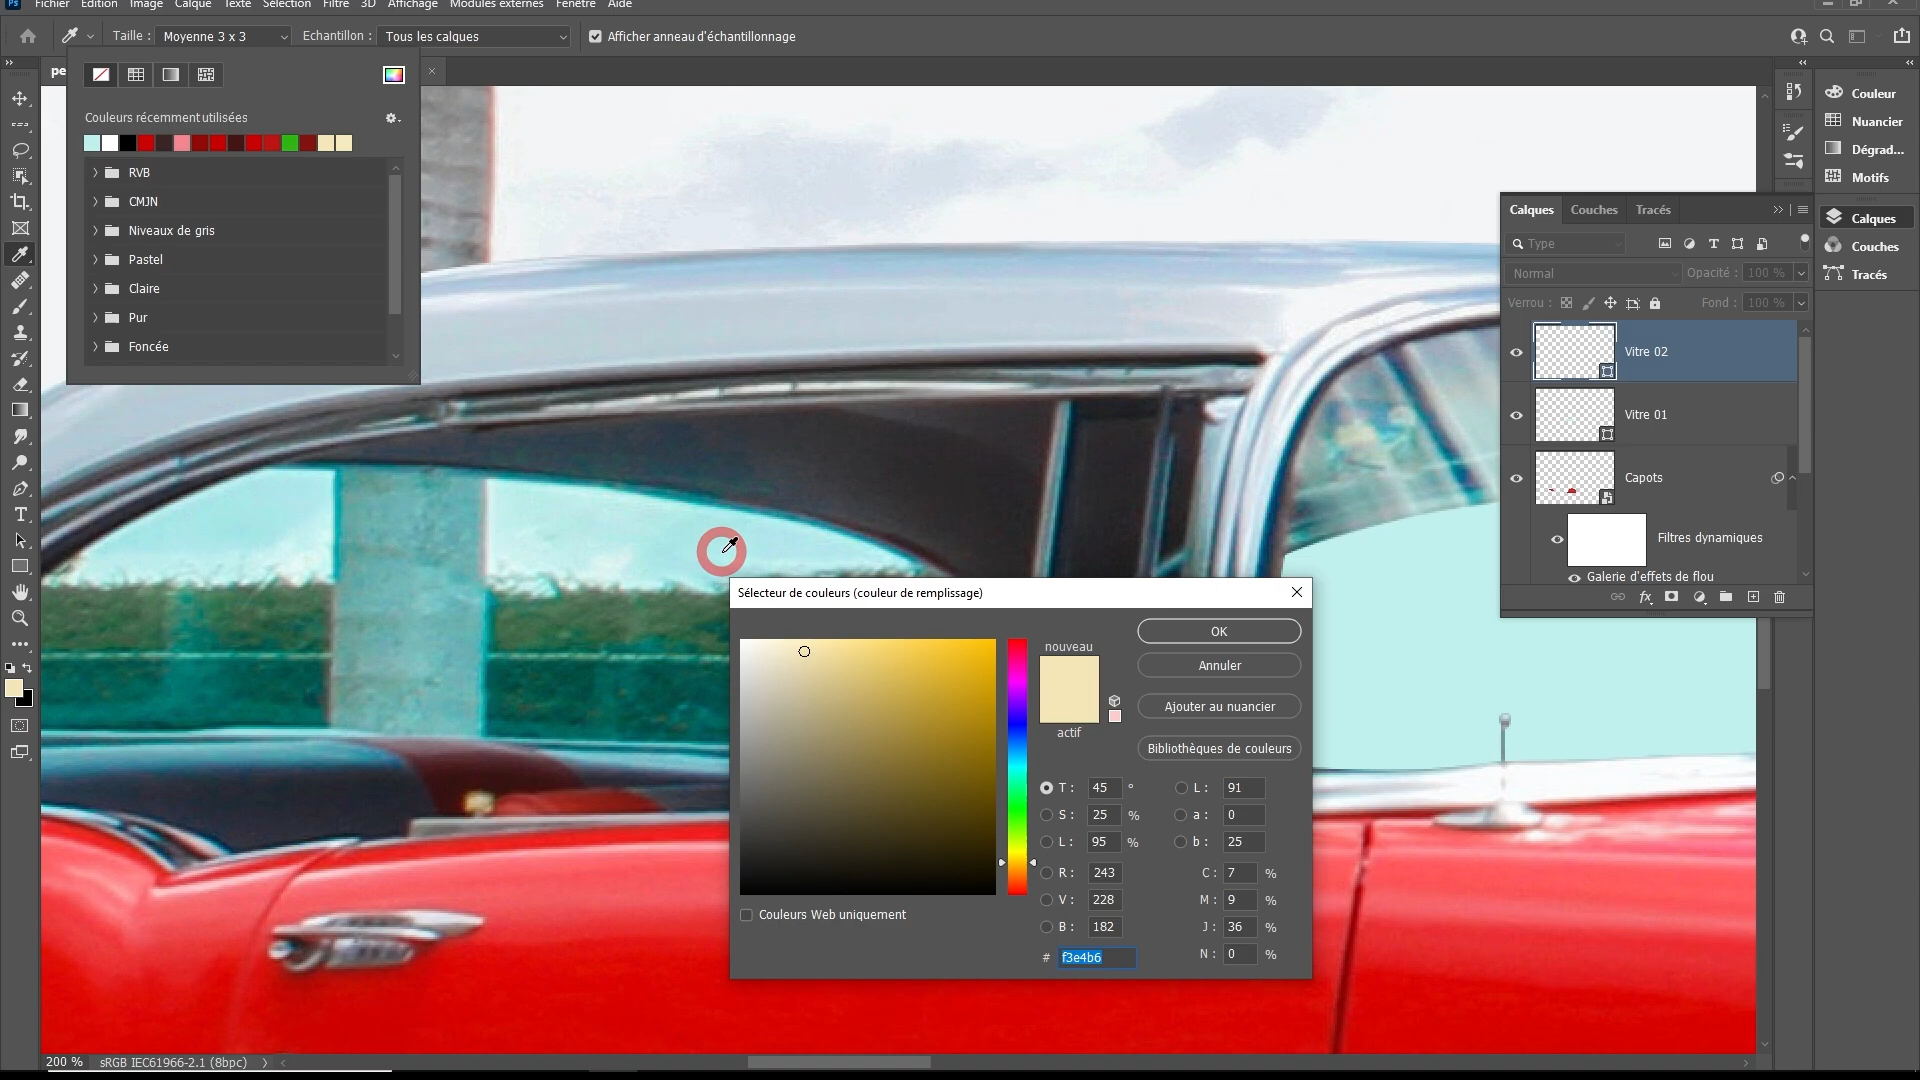 Ps Fichier Edition Image Calque Texte Sélection Filtre 3D Affichage Modules externes Fenêtre Aide
Taille : Moyenne 3 x 3 Echantillon : Tous les calques Afficher anneau d'échantillonnage
pe
Couleurs récemment utilisées
RVB
CMJN
Niveaux de gris
Pastel
Claire
Pur
Foncée
Couleur
Nuancier
Dégrad...
Motifs
Calques
Couches
Tracés
Calques Couches Tracés
Type
Normal Opacité : 100 %
Verrou : Fond : 100 %
Vitre 02
Vitre 01
Capots
Filtres dynamiques
Galerie d'effets de flou
fx
Sélecteur de couleurs (couleur de remplissage)
nouveau
actif
OK
Annuler
Ajouter au nuancier
Bibliothèques de couleurs
T : 45 ° L : 91
S : 25 % a : 0
L : 95 % b : 25
R : 243 C : 7 %
V : 228 M : 9 %
B : 182 J : 36 %
# f3e4b6 N : 0 %
Couleurs Web uniquement
200 % sRGB IEC61966-2.1 (8bpc)